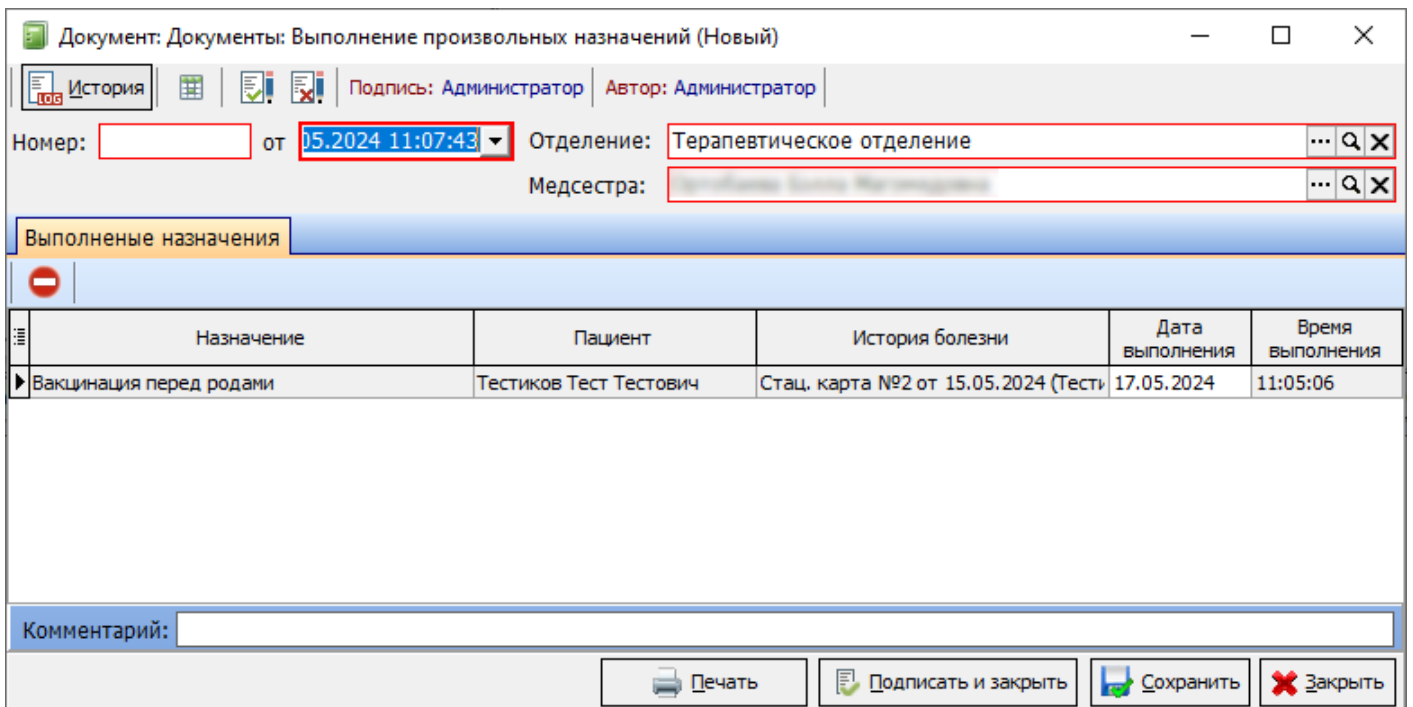 Документ: Документы: Выполнение произвольных назначений (Новый)
LOG История Подпись: Администратор Автор: Администратор
Номер: от 05.2024 11:07:43 Отделение: Терапевтическое отделение
Медсестра:
Выполненые назначения
Назначение Пациент История болезни Дата выполнения Время выполнения
Вакцинация перед родами Тестиков Тест Тестович Стац. карта №2 от 15.05.2024 (Тести 17.05.2024 11:05:06
Комментарий:
Печать Подписать и закрыть Сохранить Закрыть